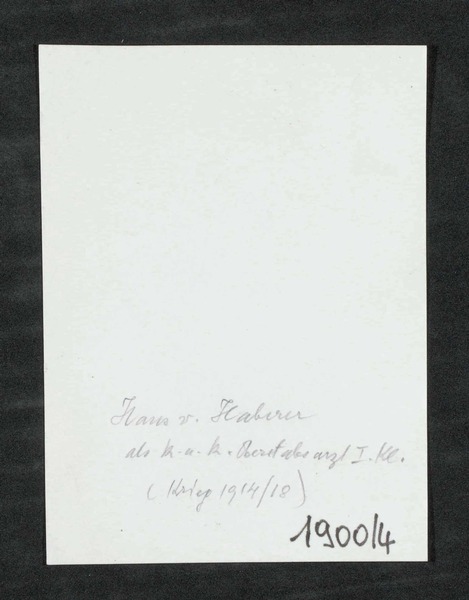 Hans v. Haberer
als k. u. k. Oberstabsarzt I. Kl.
(Krieg 1914/18)
1900/4